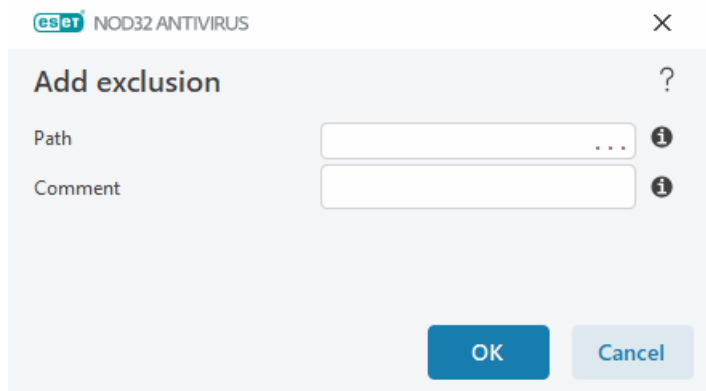 eset NOD32 ANTIVIRUS
Add exclusion
?
Path
...
Comment
OK Cancel